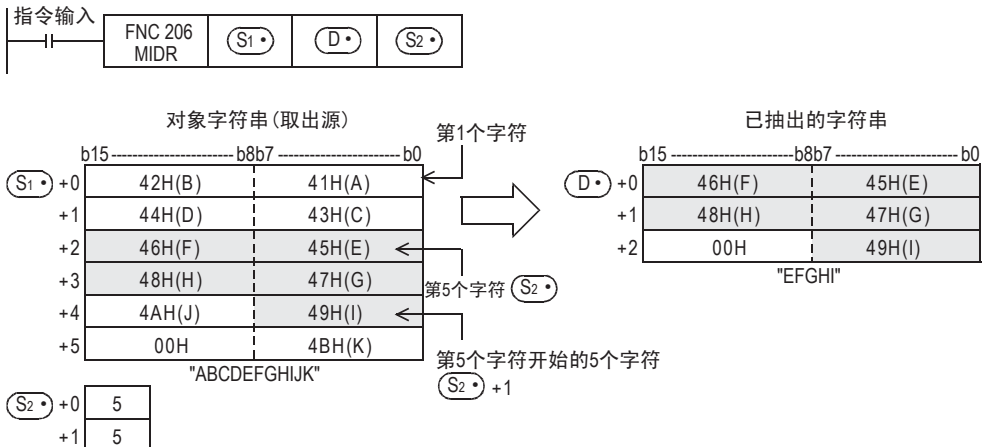 指令输入
FNC 206
MIDR
S1• D• S2•
对象字符串(取出源)
第1个字符
已抽出的字符串
b15 b8b7 b0
b15 b8b7 b0
S1• +0 42H(B) 41H(A)
+1 44H(D) 43H(C)
+2 46H(F) 45H(E)
+3 48H(H) 47H(G)
+4 4AH(J) 49H(I)
+5 00H 4BH(K)
"ABCDEFGHIJK"
第5个字符 S2•
第5个字符开始的5个字符
S2• +1
D• +0 46H(F) 45H(E)
+1 48H(H) 47H(G)
+2 00H 49H(I)
"EFGHI"
S2• +0 5
+1 5